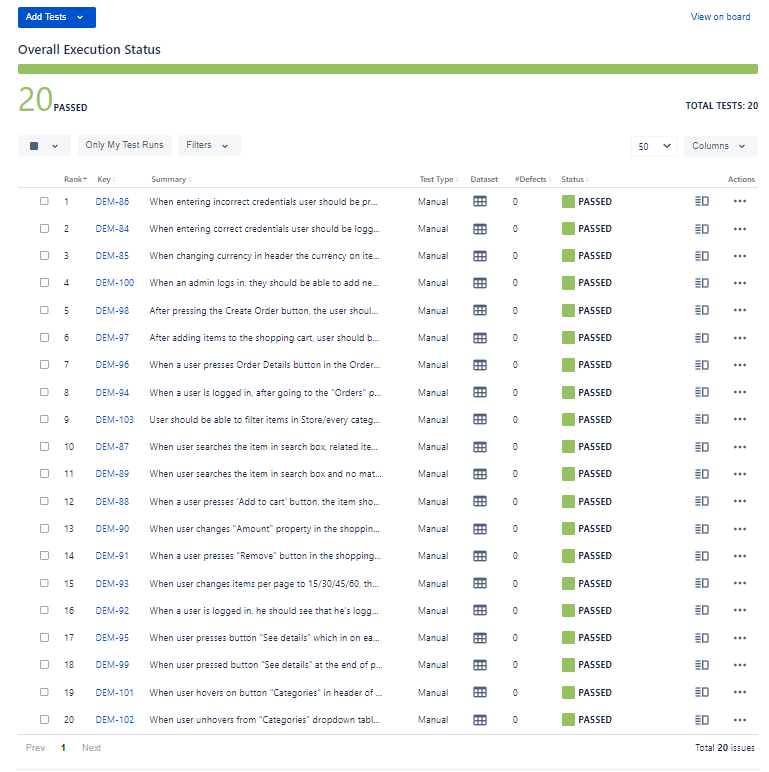 Add Tests
View on board
Overall Execution Status
20 PASSED
TOTAL TESTS: 20
Only My Test Runs
Filters
50
Columns
Rank Key Summary Test Type Dataset #Defects Status Actions
1 DEM-86 When entering incorrect credentials user should be pr... Manual 0 PASSED
2 DEM-84 When entering correct credentials user should be logg... Manual 0 PASSED
3 DEM-85 When changing currency in header the currency on ite... Manual 0 PASSED
4 DEM-100 When an admin logs in, they should be able to add ne... Manual 0 PASSED
5 DEM-98 After pressing the Create Order button, the user shoul... Manual 0 PASSED
6 DEM-97 After adding items to the shopping cart, user should b... Manual 0 PASSED
7 DEM-96 When a user presses Order Details button in the Order... Manual 0 PASSED
8 DEM-94 When a user is logged in, after going to the "Orders" p... Manual 0 PASSED
9 DEM-103 User should be able to filter items in Store/every categ... Manual 0 PASSED
10 DEM-87 When user searches the item in search box, related ite... Manual 0 PASSED
11 DEM-89 When user searches the item in search box and no mat... Manual 0 PASSED
12 DEM-88 When a user presses 'Add to cart' button, the item sho... Manual 0 PASSED
13 DEM-90 When user changes "Amount" property in the shoppin... Manual 0 PASSED
14 DEM-91 When a user presses "Remove" button in the shopping... Manual 0 PASSED
15 DEM-93 When user changes items per page to 15/30/45/60, th... Manual 0 PASSED
16 DEM-92 When a user is logged in, he should see that he's logg... Manual 0 PASSED
17 DEM-95 When user presses button "See details" which in on ea... Manual 0 PASSED
18 DEM-99 When user pressed button "See details" at the end of p... Manual 0 PASSED
19 DEM-101 When user hovers on button "Categories" in header of ... Manual 0 PASSED
20 DEM-102 When user unhovers from "Categories" dropdown tabl... Manual 0 PASSED
Prev 1 Next
Total 20 issues